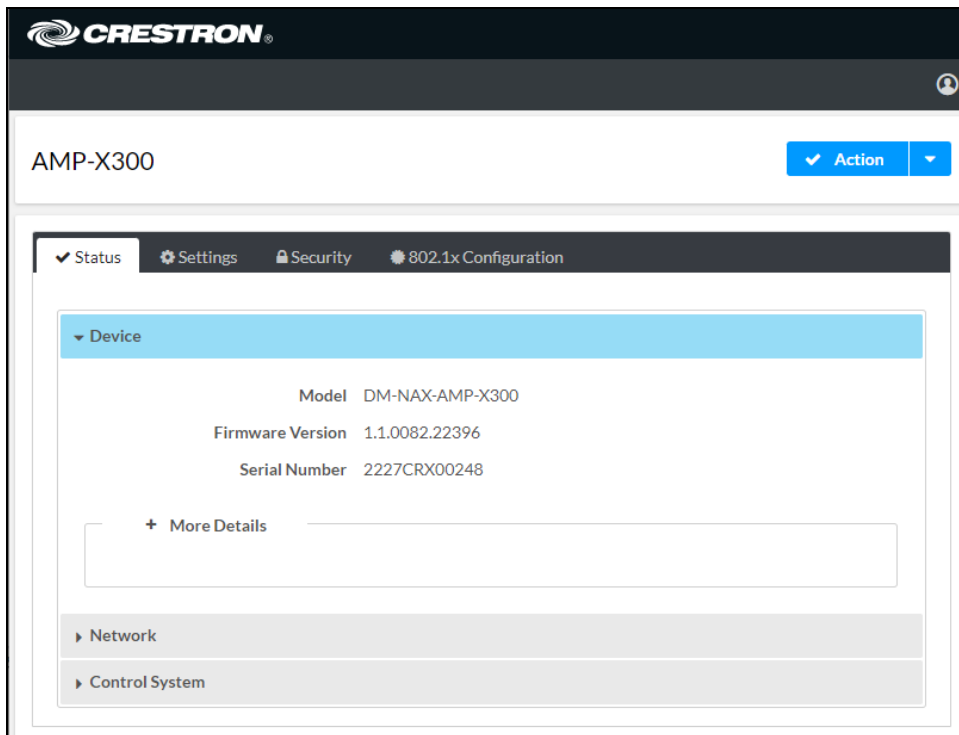 CRESTRON®
AMP-X300
Action
Status Settings Security 802.1x Configuration
Device
Model DM-NAX-AMP-X300
Firmware Version 1.1.0082.22396
Serial Number 2227CRX00248
+ More Details
Network
Control System